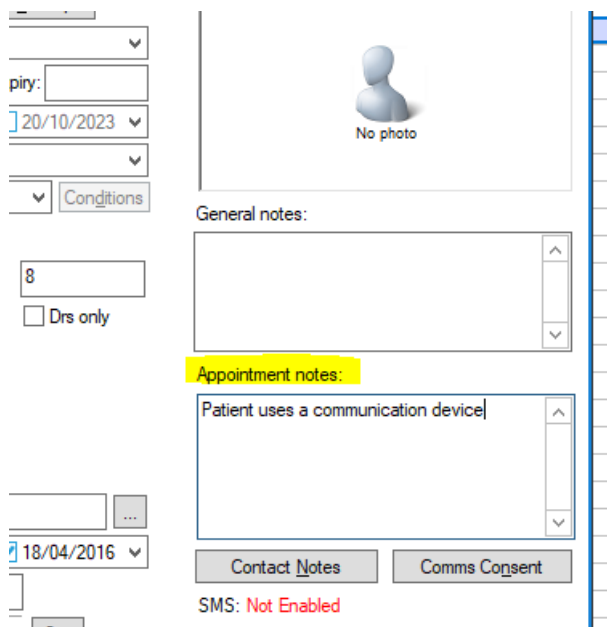 piry:
20/10/2023
No photo
Conditions
General notes:
8
Drs only
Appointment notes:
Patient uses a communication device
...
18/04/2016
Contact Notes
Comms Consent
SMS: Not Enabled